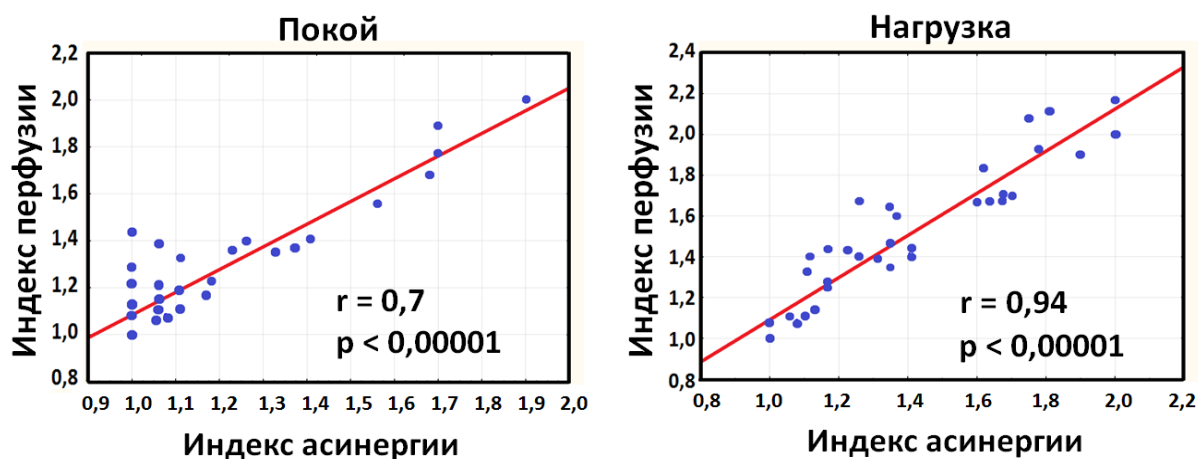 Покой
Индекс перфузии
2,2
2,0
1,8
1,6
1,4
1,2
1,0
0,8
r = 0,7
p < 0,00001
0,9 1,0 1,1 1,2 1,3 1,4 1,5 1,6 1,7 1,8 1,9 2,0
Индекс асинергии
Нагрузка
Индекс перфузии
2,4
2,2
2,0
1,8
1,6
1,4
1,2
1,0
0,8
r = 0,94
p < 0,00001
0,8 1,0 1,2 1,4 1,6 1,8 2,0 2,2
Индекс асинергии